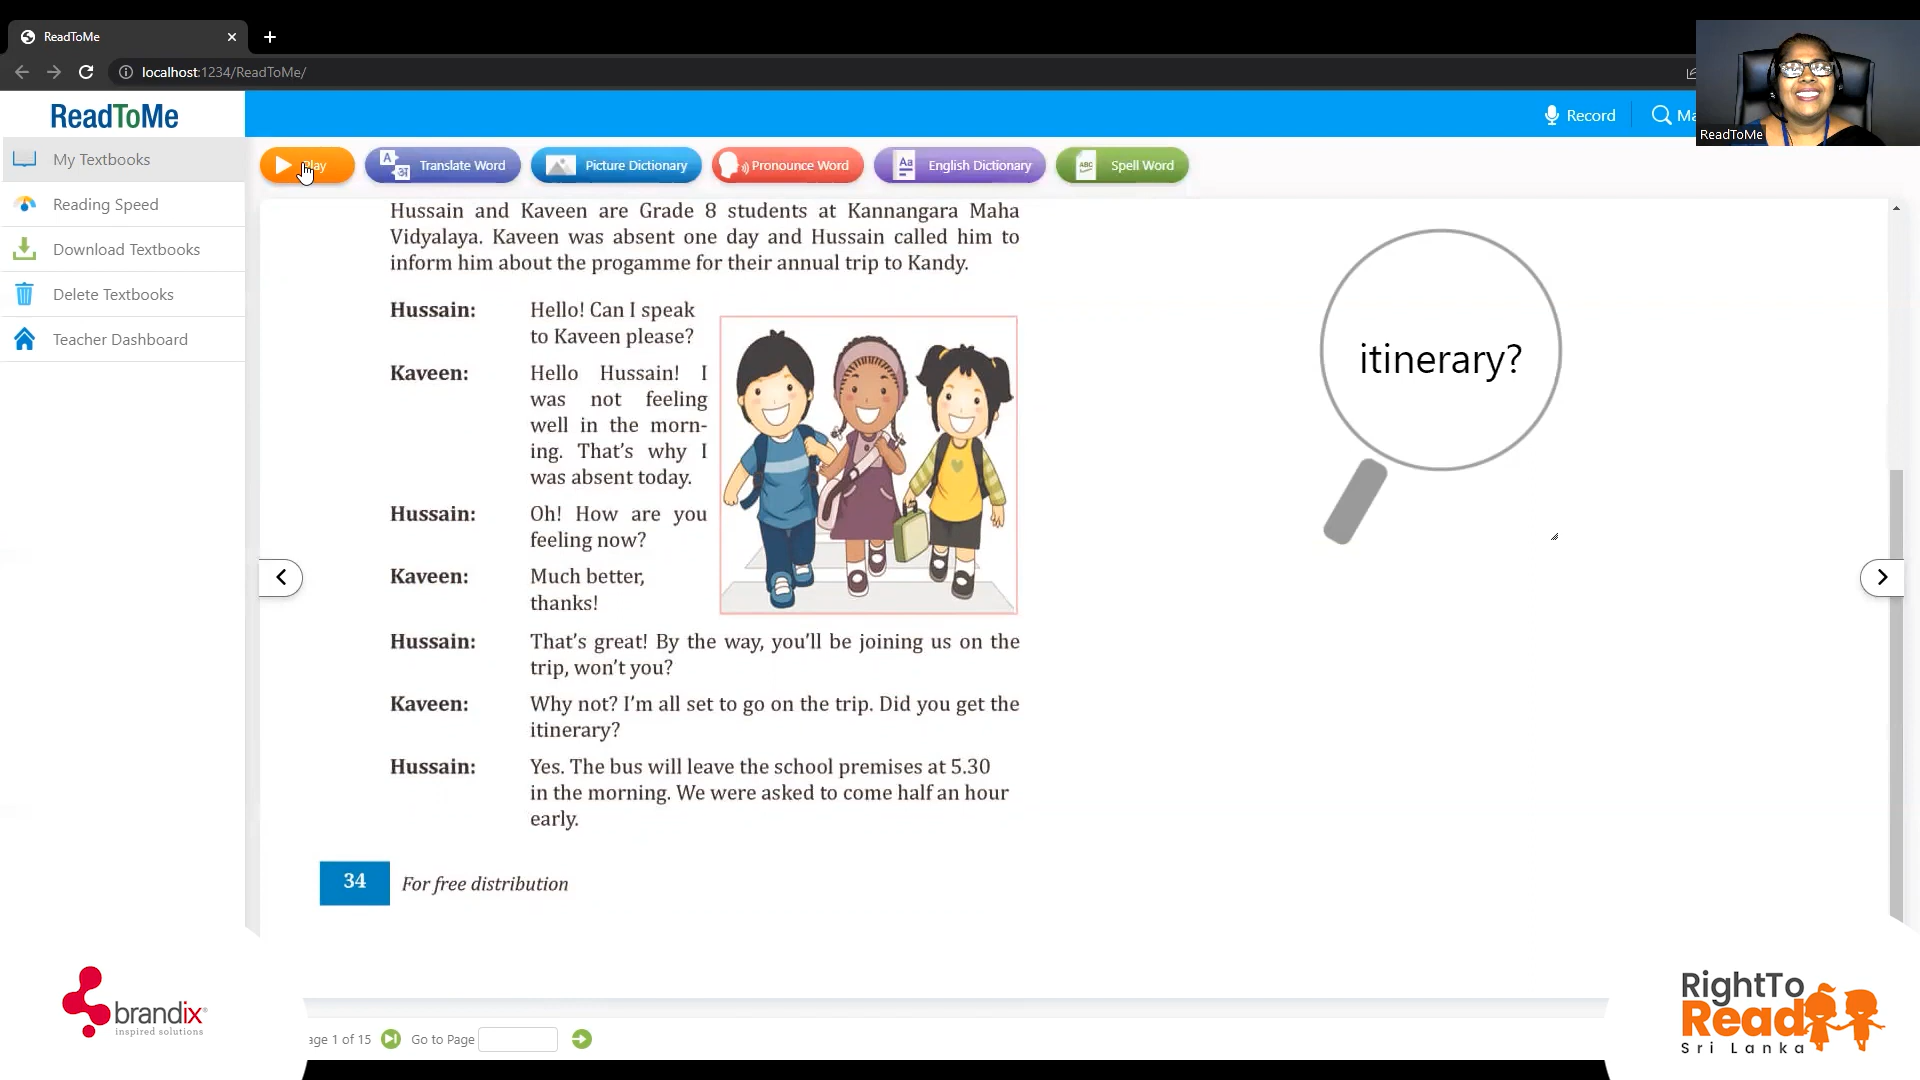 ReadToMe
localhost:1234/ReadToMe/
ReadToMe
Record
ReadToMe
My Textbooks
Reading Speed
Download Textbooks
Delete Textbooks
Teacher Dashboard
Play
Translate Word
Picture Dictionary
Pronounce Word
English Dictionary
Spell Word
Hussain and Kaveen are Grade 8 students at Kannangara Maha
Vidyalaya. Kaveen was absent one day and Hussain called him to
inform him about the progamme for their annual trip to Kandy.
Hussain: Hello! Can I speak
to Kaveen please?
Kaveen: Hello Hussain! I
was not feeling
well in the morn-
ing. That's why I
was absent today.
Hussain: Oh! How are you
feeling now?
Kaveen: Much better,
thanks!
Hussain: That's great! By the way, you'll be joining us on the
trip, won't you?
Kaveen: Why not? I'm all set to go on the trip. Did you get the
itinerary?
Hussain: Yes. The bus will leave the school premises at 5.30
in the morning. We were asked to come half an hour
early.
itinerary?
34 For free distribution
brandix
inspired solutions
age 1 of 15
Go to Page
RightTo
Read
Sri Lanka